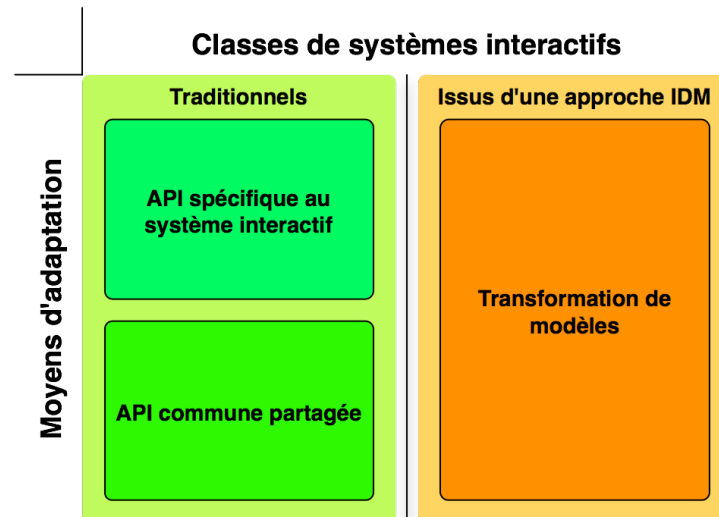 Classes de systèmes interactifs
Traditionnels
Issus d'une approche IDM
Moyens d'adaptation
API spécifique au
système interactif
API commune partagée
Transformation de
modèles